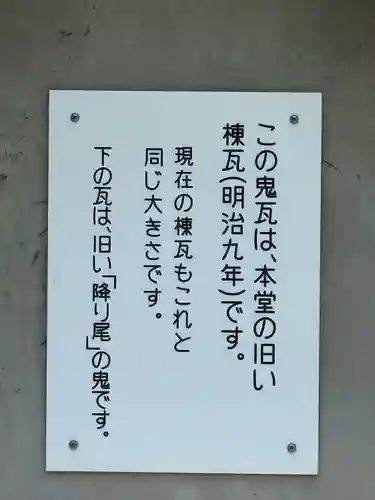 この鬼瓦は、本堂の旧い
棟瓦(明治九年)です。
現在の棟瓦もこれと
同じ大きさです。
下の瓦は、旧い「降り尾」の鬼です。